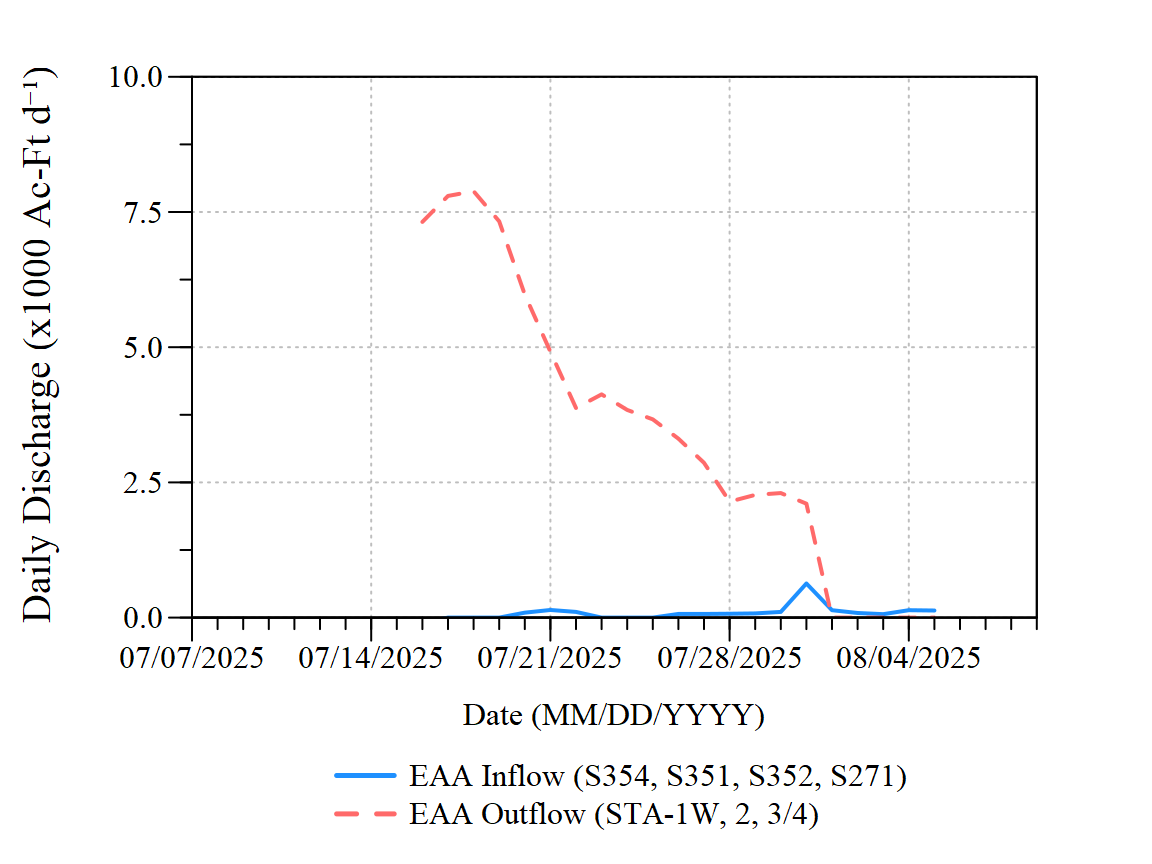 Daily Discharge (x1000 Ac-Ft d⁻¹)
10.0
7.5
5.0
2.5
0.0
07/07/2025 07/14/2025 07/21/2025 07/28/2025 08/04/2025
Date (MM/DD/YYYY)
EAA Inflow (S354, S351, S352, S271)
EAA Outflow (STA-1W, 2, 3/4)